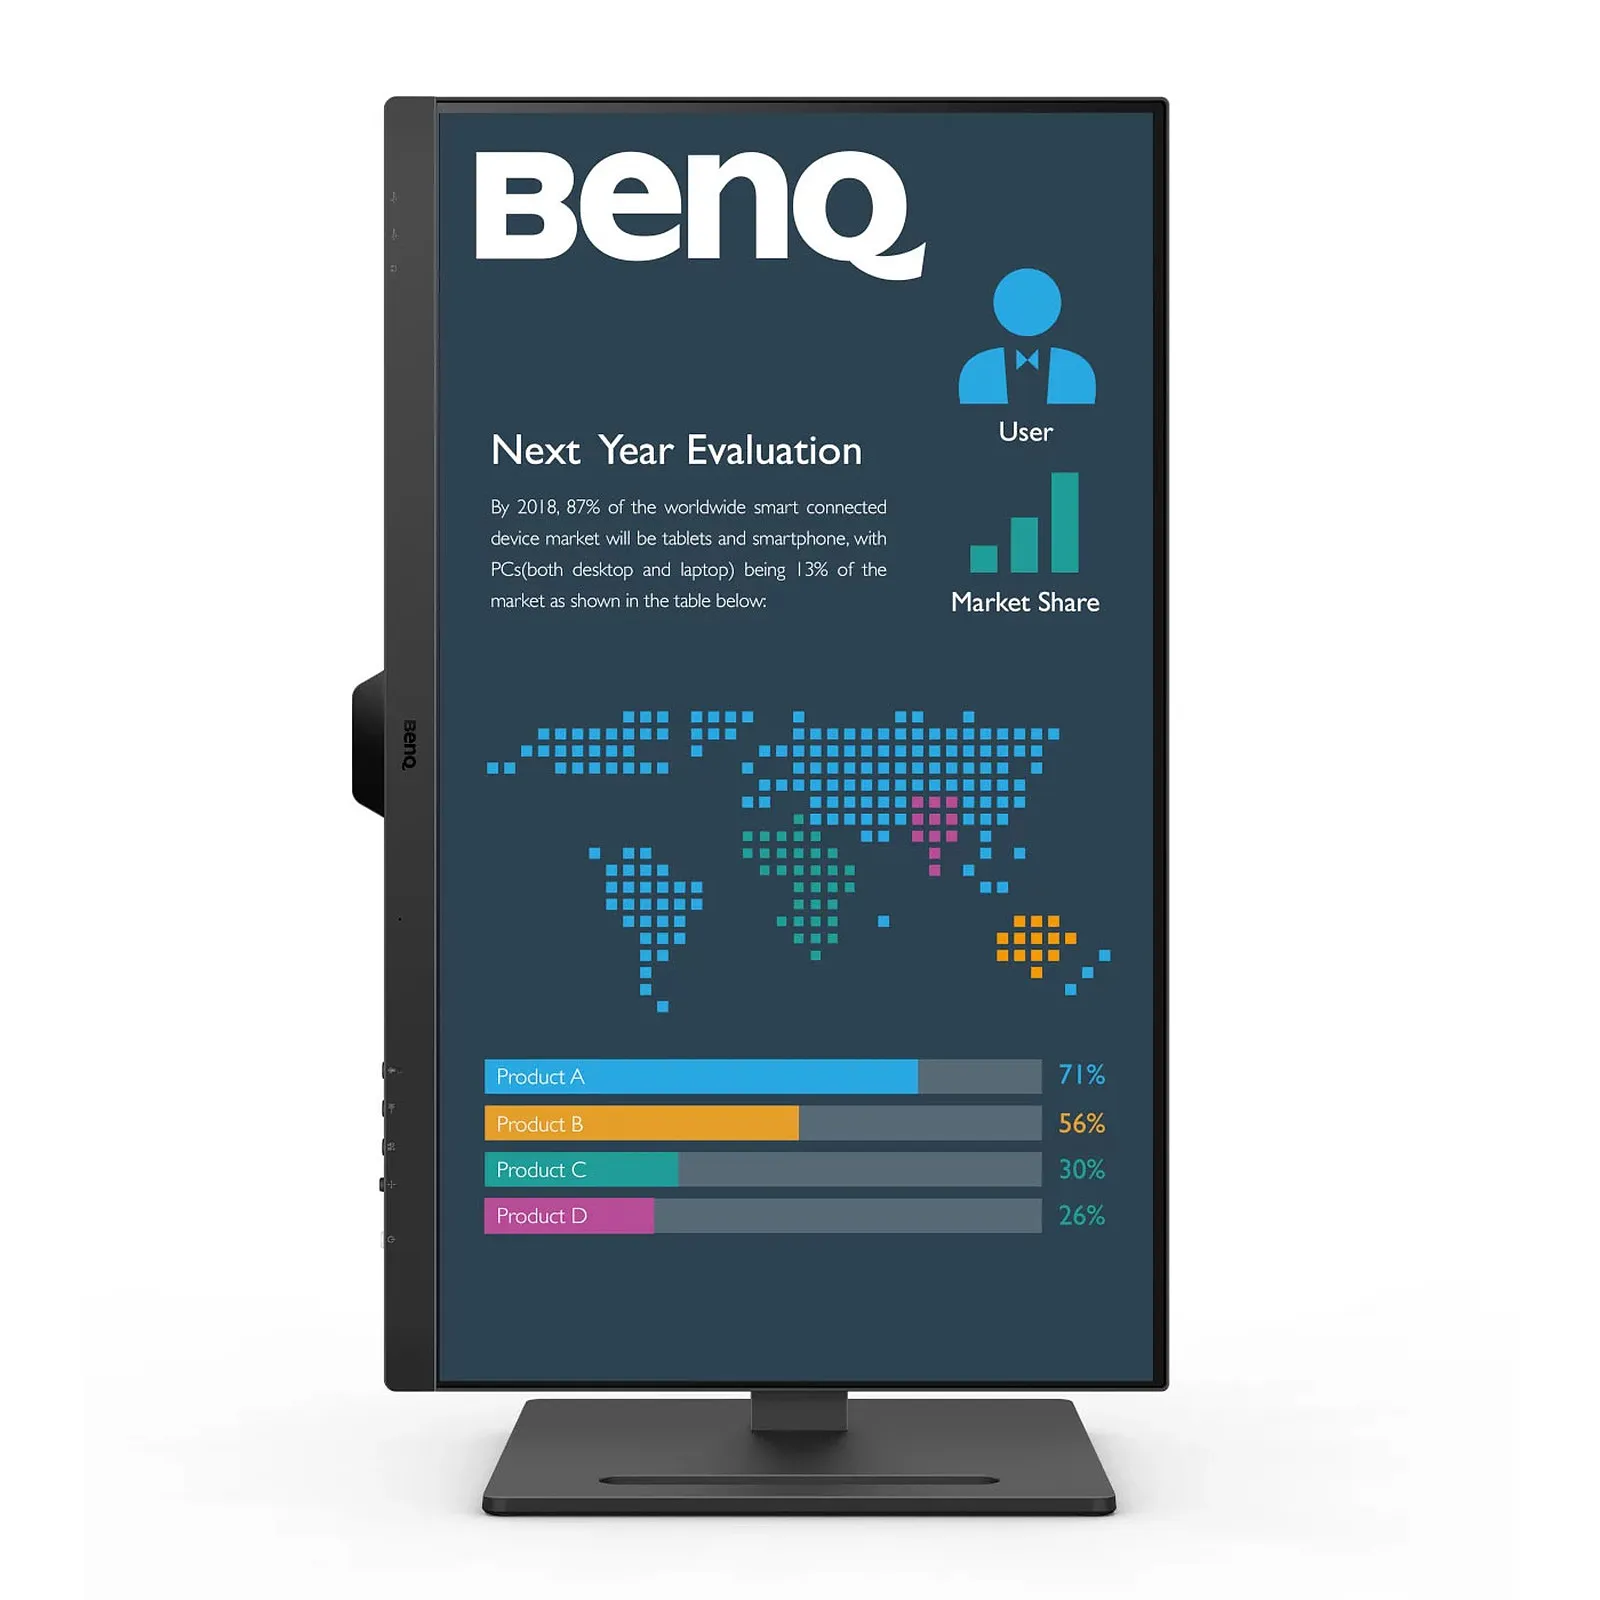 BenQ
User
Next Year Evaluation
By 2018, 87% of the worldwide smart connected
device market will be tablets and smartphone, with
PCs(both desktop and laptop) being 13% of the
market as shown in the table below:
Market Share
BenQ
Product A 71%
Product B 56%
Product C 30%
Product D 26%